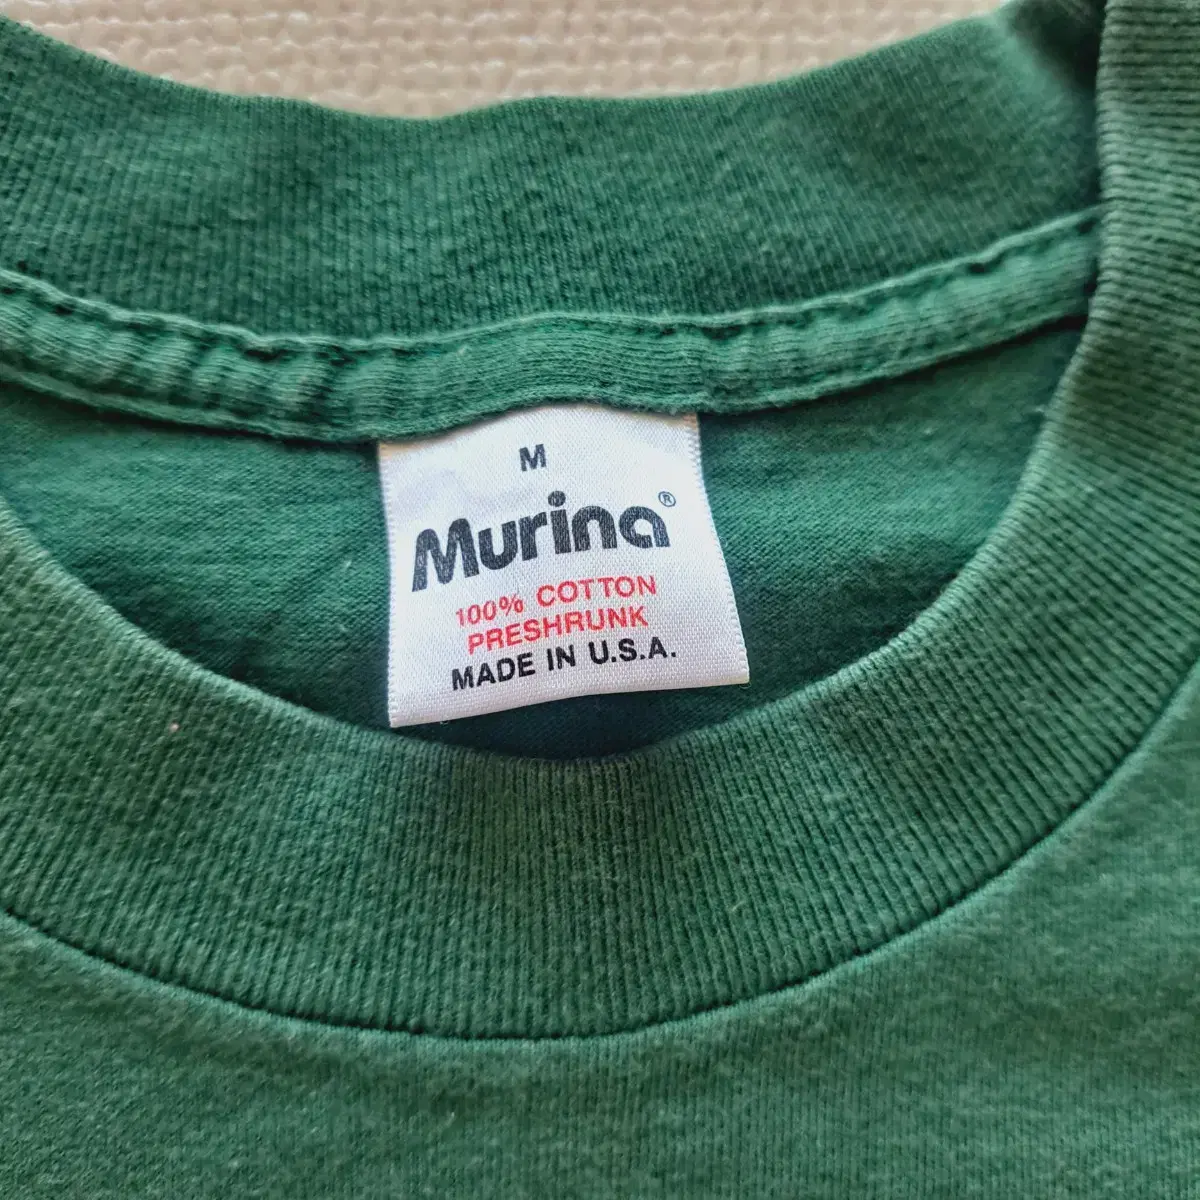 M
Murina®
100% COTTON
PRESHRUNK
MADE IN U.S.A.